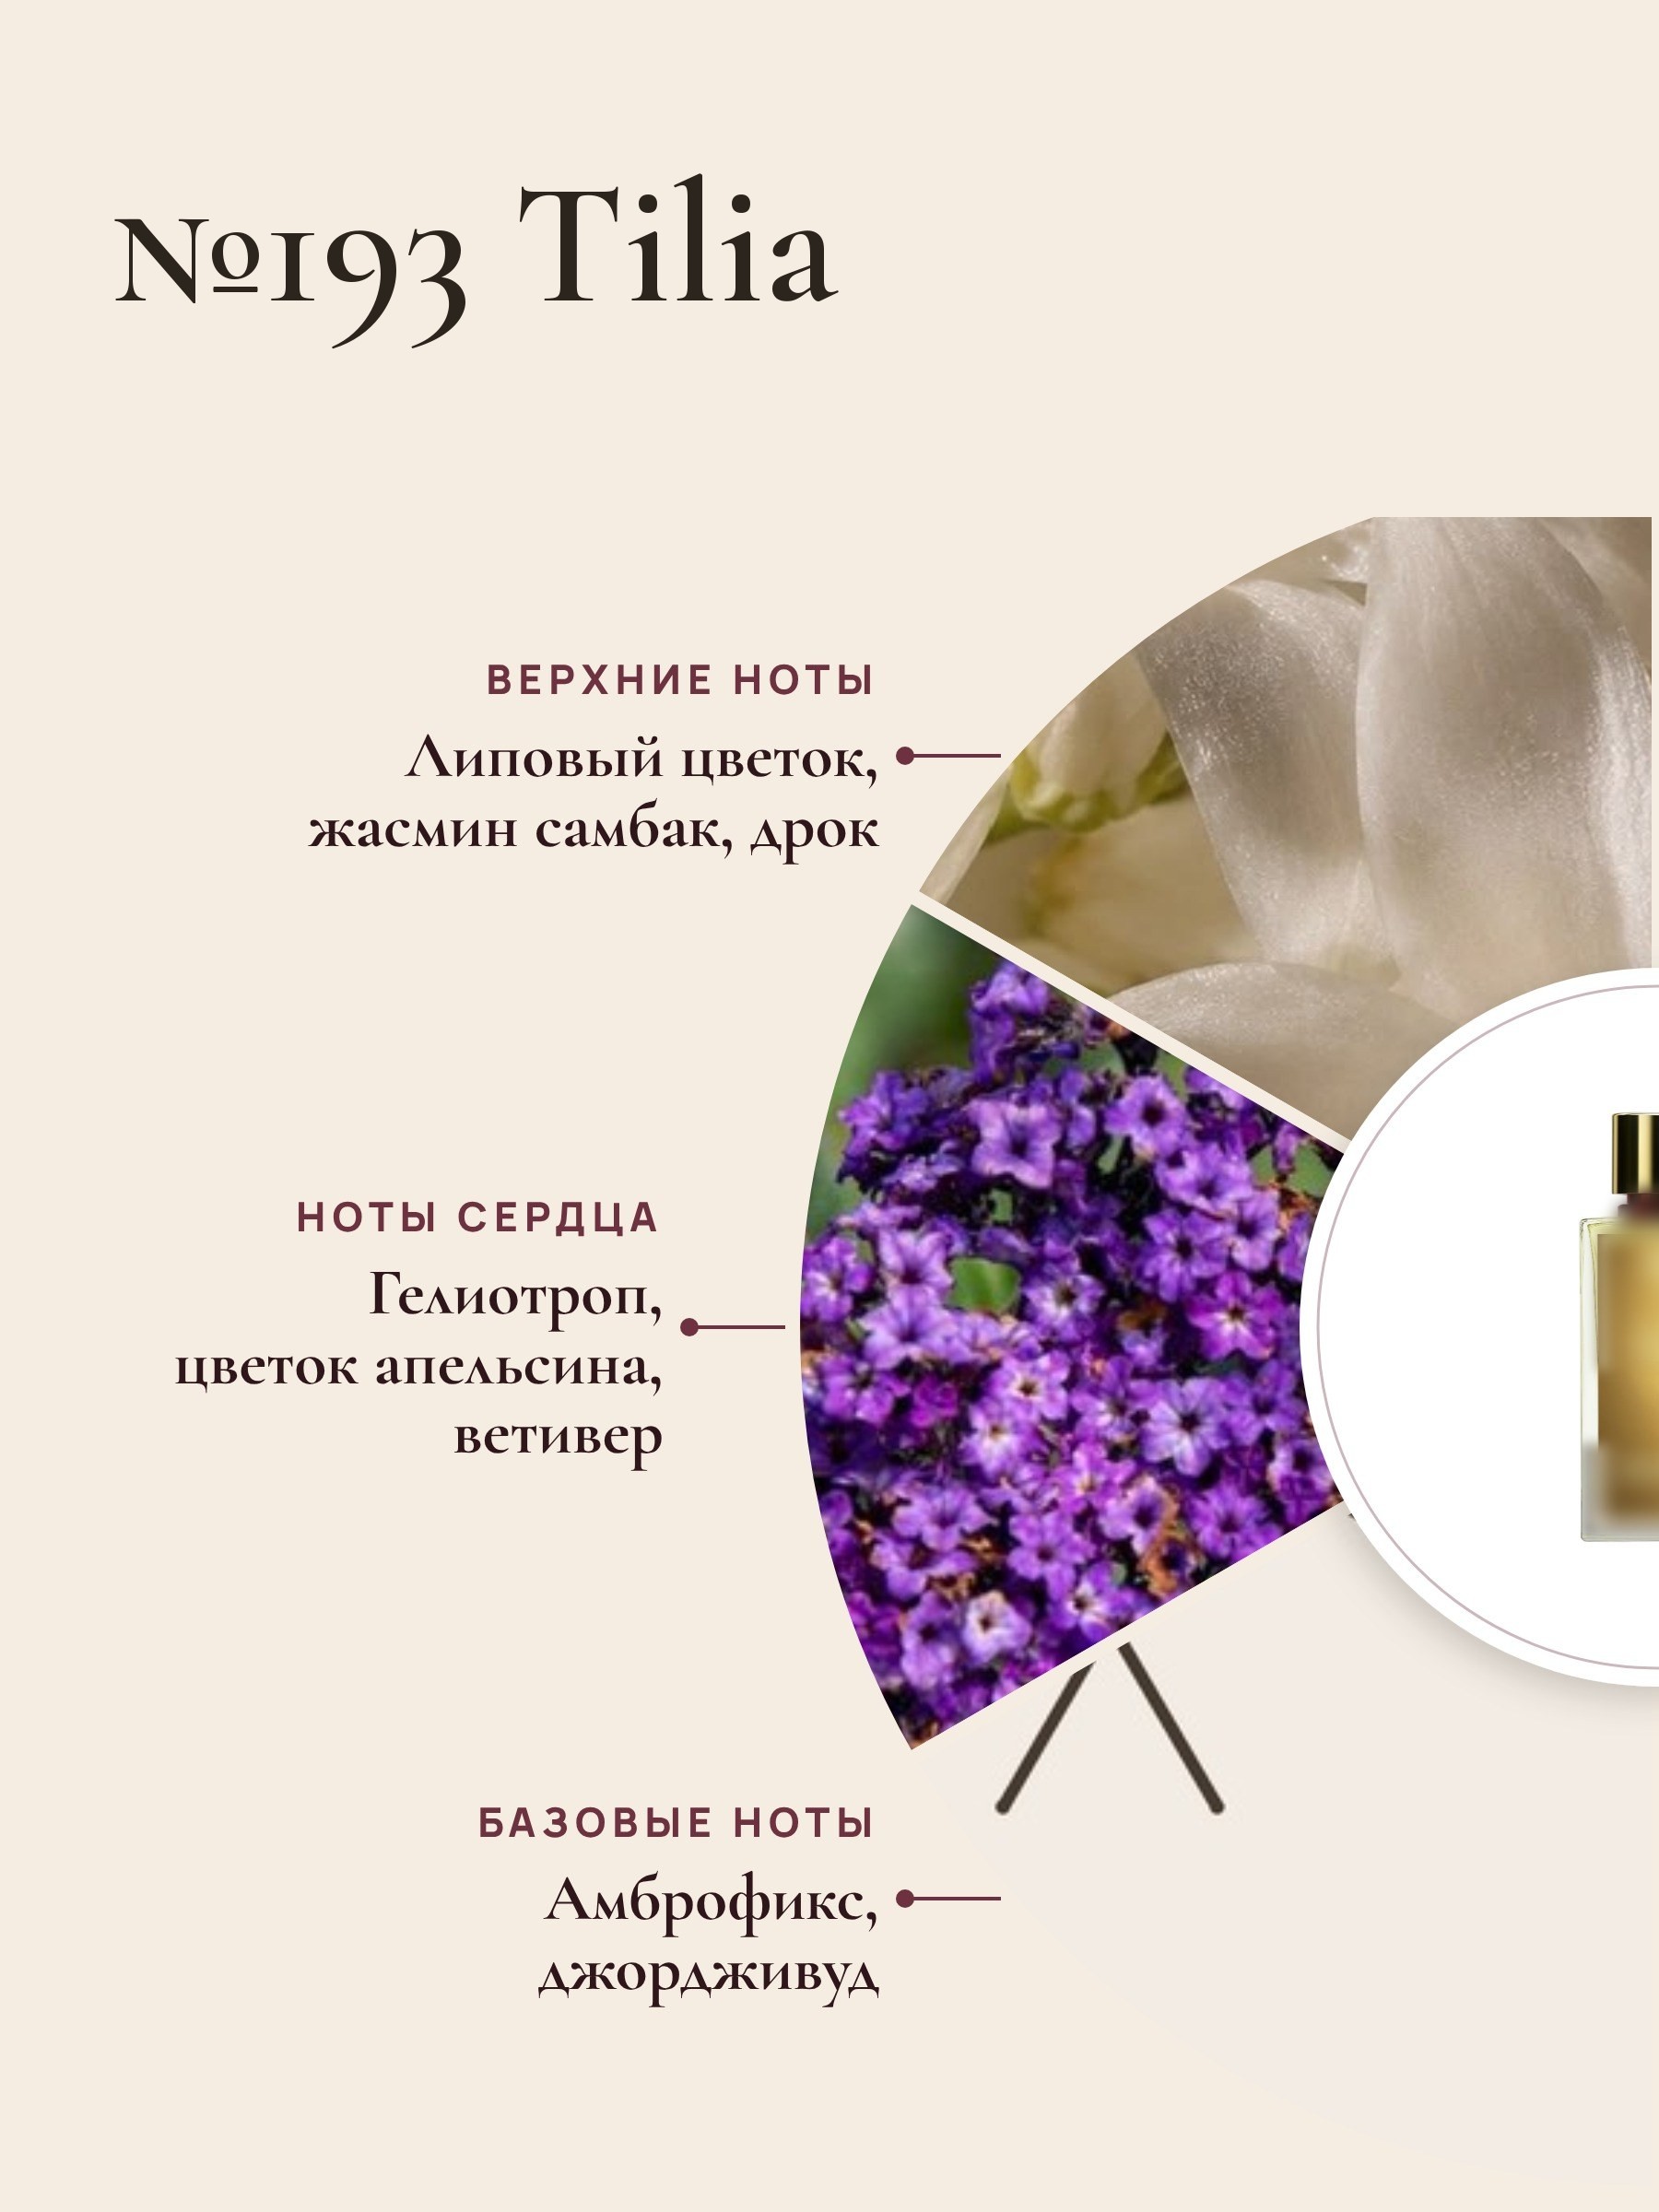 №193 Tilia
ВЕРХНИЕ НОТЫ
Липовый цветок,
жасмин самбак, дрок
НОТЫ СЕРДЦА
Гелиотроп,
цветок апельсина,
ветивер
БАЗОВЫЕ НОТЫ
Амброфикс,
джордживуд